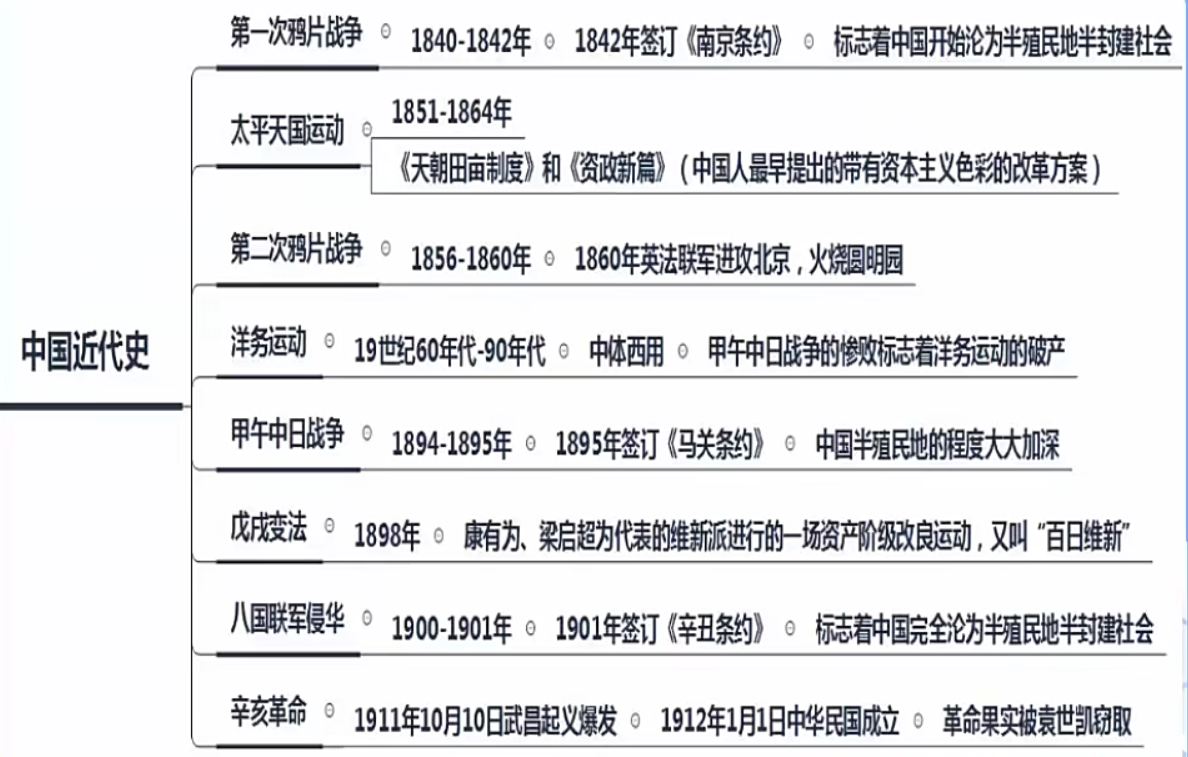 中国近代史
第一次鸦片战争 1840-1842年 1842年签订《南京条约》 标志着中国开始沦为半殖民地半封建社会
太平天国运动
1851-1864年
《天朝田亩制度》和《资政新篇》(中国人最早提出的带有资本主义色彩的改革方案)
第二次鸦片战争 1856-1860年 1860年英法联军进攻北京，火烧圆明园
洋务运动 19世纪60年代-90年代 中体西用 甲午中日战争的惨败标志着洋务运动的破产
甲午中日战争 1894-1895年 1895年签订《马关条约》 中国半殖民地的程度大大加深
戊戌变法 1898年 康有为、梁启超为代表的维新派进行的一场资产阶级改良运动，又叫“百日维新”
八国联军侵华 1900-1901年 1901年签订《辛丑条约》 标志着中国完全沦为半殖民地半封建社会
辛亥革命 1911年10月10日武昌起义爆发 1912年1月1日中华民国成立 革命果实被袁世凯窃取